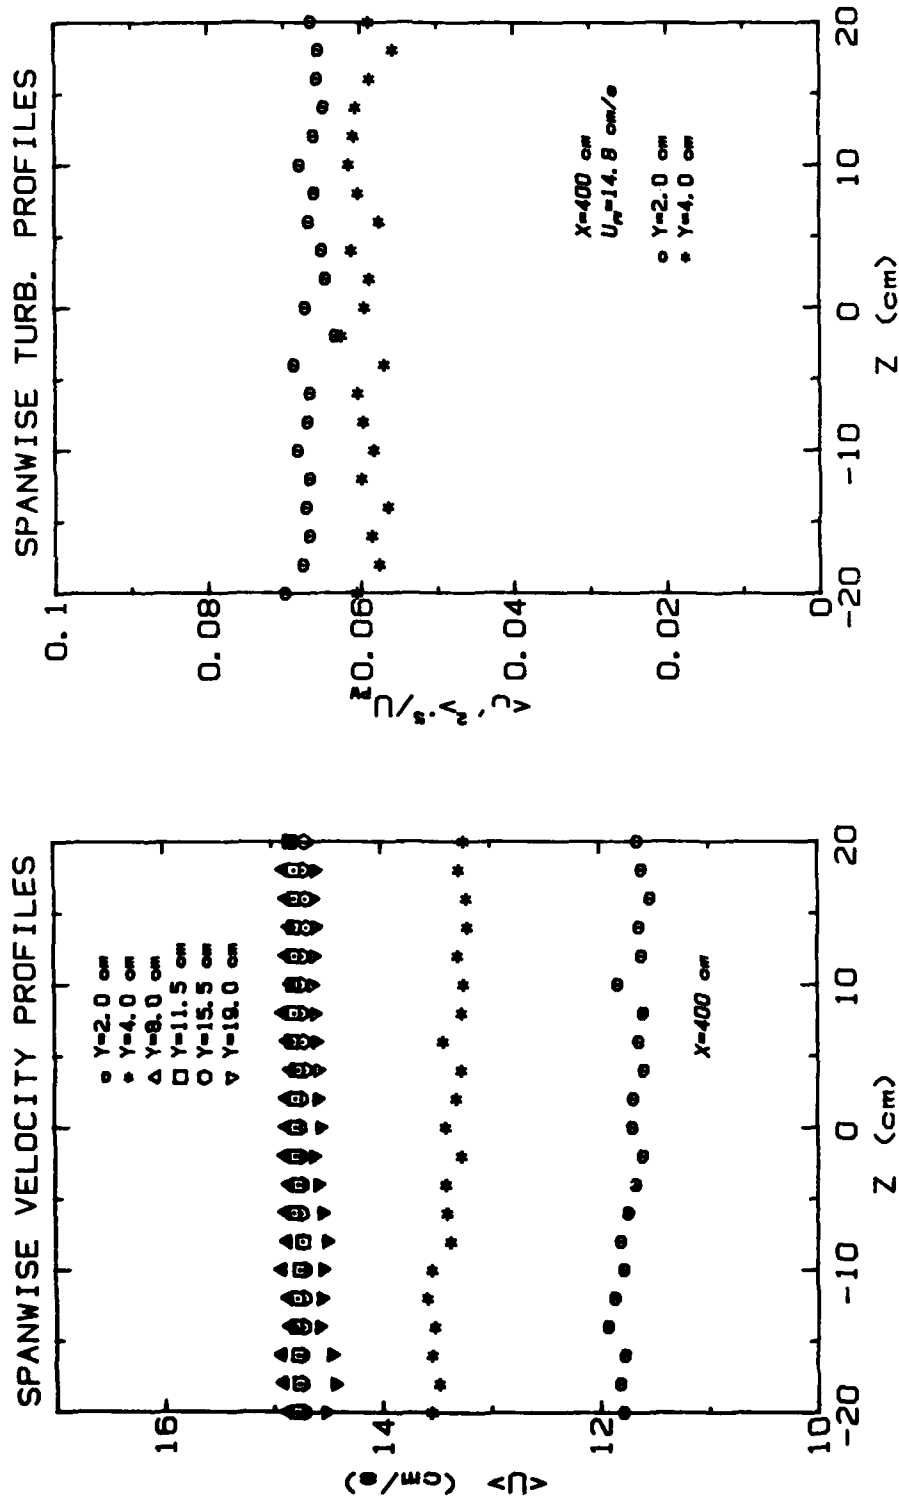 SPANWISE VELOCITY PROFILES
Y=2.0 cm
Y=4.0 cm
Y=8.0 cm
Y=11.5 cm
Y=15.5 cm
Y=19.0 cm
X=400 cm
<U> (cm/s)
16
14
12
10
-20
-10
0
10
20
Z (cm)
SPANWISE TURB. PROFILES
X=400 cm
U_PV=14.8 cm/s
Y=2.0 cm
Y=4.0 cm
<u'²>^.5/U_PV
0.1
0.08
0.06
0.04
0.02
0
-20
-10
0
10
20
Z (cm)